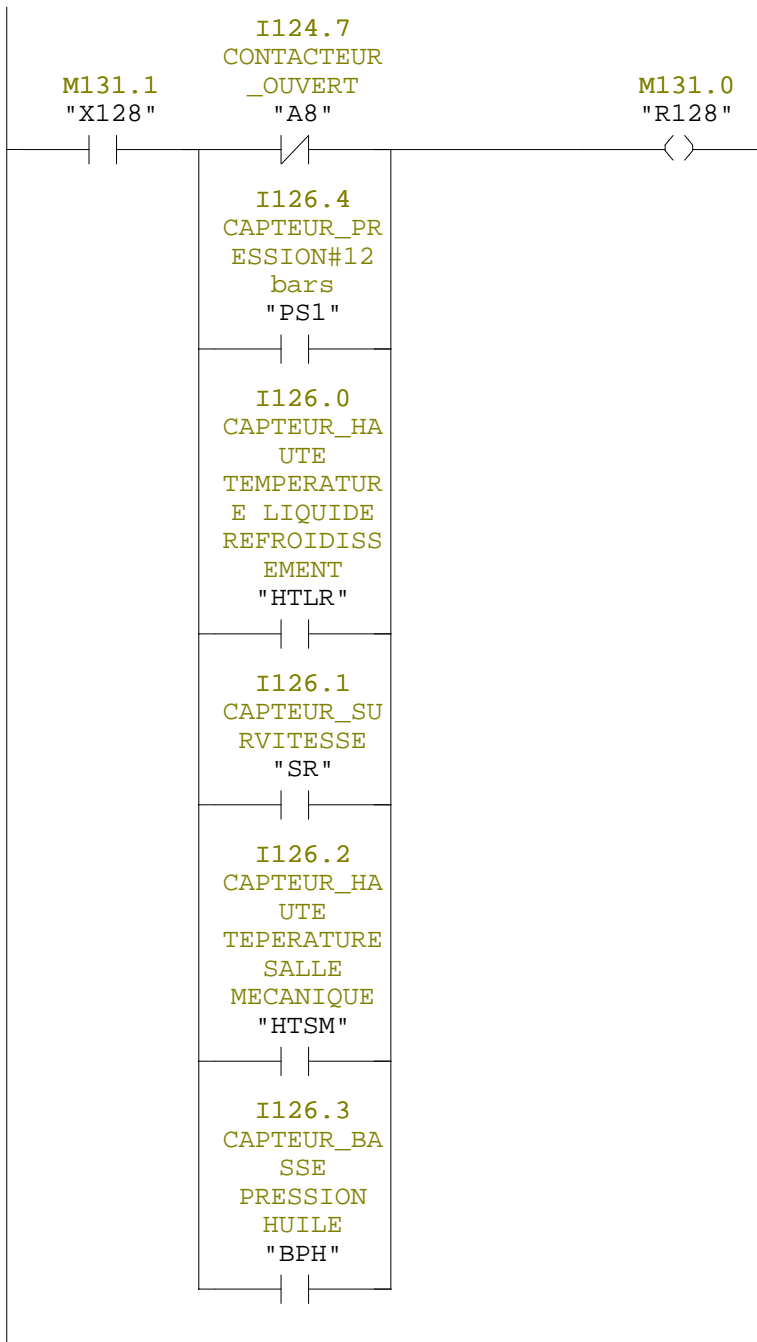 I124.7
CONTACTEUR
M131.1 _OUVERT M131.0
"X128" "A8" "R128"
I126.4
CAPTEUR_PR
ESSION#12
bars
"PS1"
I126.0
CAPTEUR_HA
UTE
TEMPERATUR
E LIQUIDE
REFROIDISS
EMENT
"HTLR"
I126.1
CAPTEUR_SU
RVITESSE
"SR"
I126.2
CAPTEUR_HA
UTE
TEPERATURE
SALLE
MECANIQUE
"HTSM"
I126.3
CAPTEUR_BA
SSE
PRESSION
HUILE
"BPH"